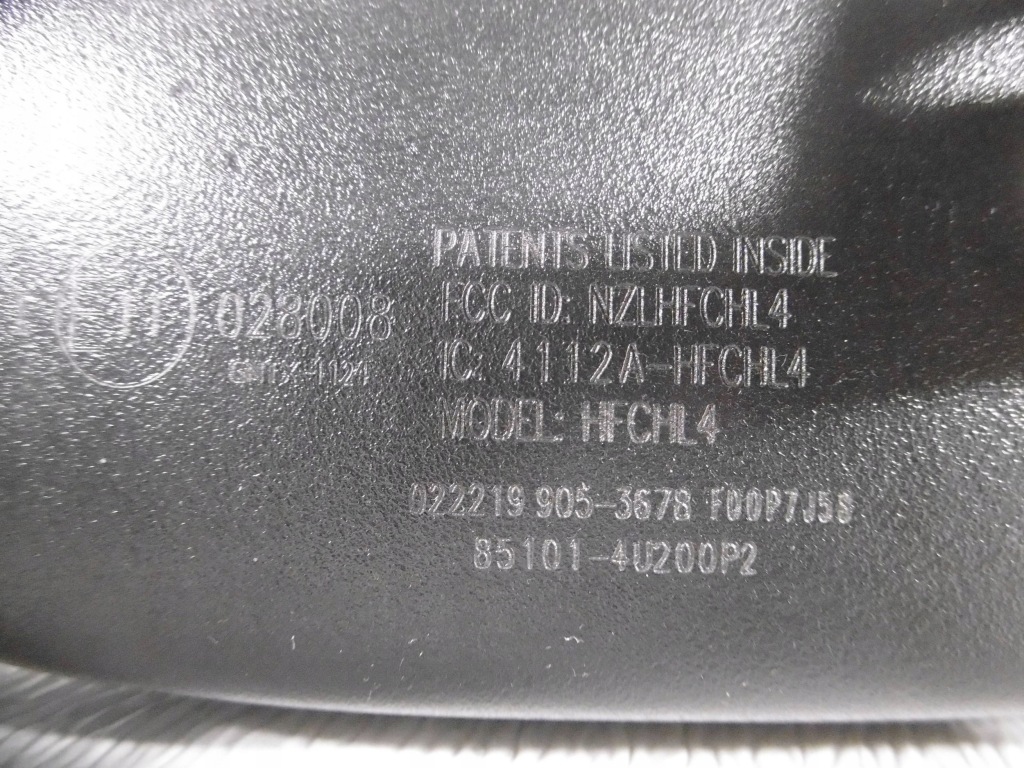 PATENTS LISTED INSIDE
FCC ID: NZLHFCHL4
028008
IC: 4112A-HFCHL4
MODEL: HFCHL4
022219 905-3678 F00P7J58
85101-4U200P2